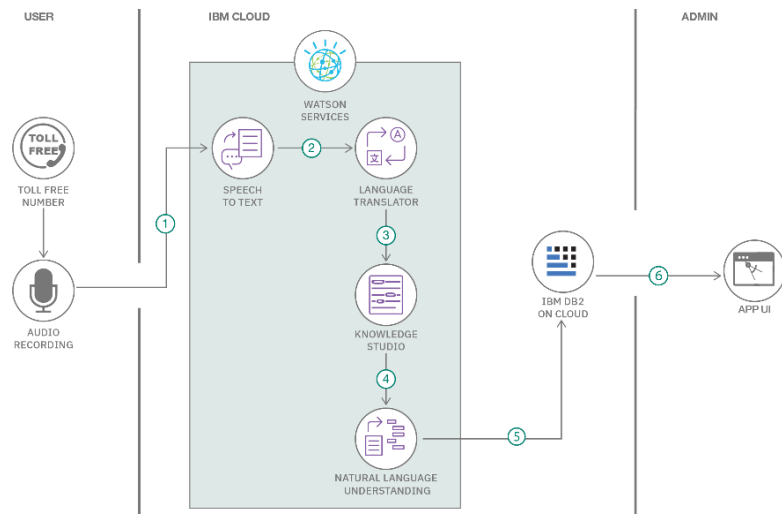 USER
IBM CLOUD
ADMIN
WATSON
SERVICES
TOLL
FREE
TOLL FREE
NUMBER
1
SPEECH
TO TEXT
2
A
文
LANGUAGE
TRANSLATOR
3
AUDIO
RECORDING
KNOWLEDGE
STUDIO
4
NATURAL LANGUAGE
UNDERSTANDING
5
IBM DB2
ON CLOUD
6
APP UI